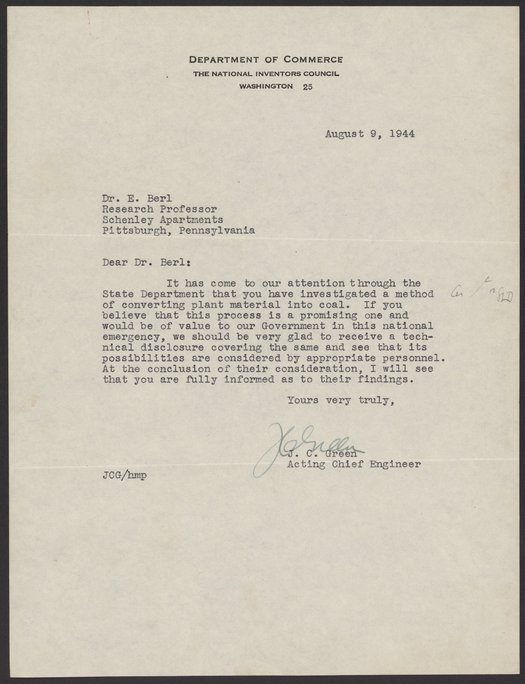 DEPARTMENT OF COMMERCE
THE NATIONAL INVENTORS COUNCIL
WASHINGTON 25
August 9, 1944
Dr. E. Berl
Research Professor
Schenley Apartments
Pittsburgh, Pennsylvania
Dear Dr. Berl:
It has come to our attention through the
State Department that you have investigated a method
of converting plant material into coal. If you
believe that this process is a promising one and
would be of value to our Government in this national
emergency, we should be very glad to receive a tech-
nical disclosure covering the same and see that its
possibilities are considered by appropriate personnel.
At the conclusion of their consideration, I will see
that you are fully informed as to their findings.
Yours very truly,
JCGreen
J. C. Green
Acting Chief Engineer
JCG/hmp